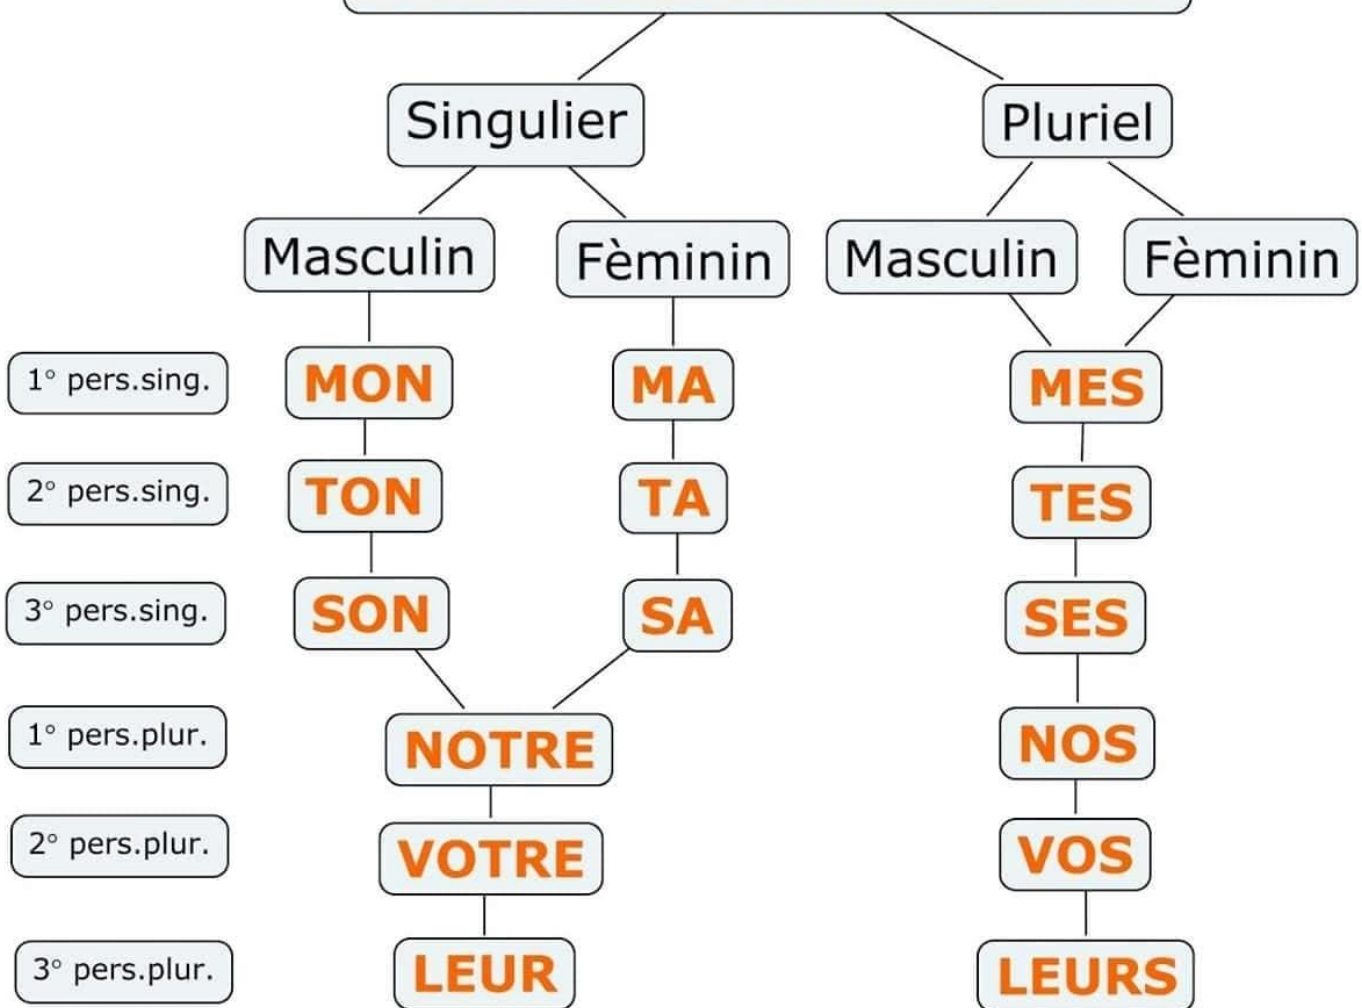 Singulier Pluriel
Masculin Fèminin Masculin Fèminin
1° pers.sing. MON MA MES
2° pers.sing. TON TA TES
3° pers.sing. SON SA SES
1° pers.plur. NOTRE NOS
2° pers.plur. VOTRE VOS
3° pers.plur. LEUR LEURS